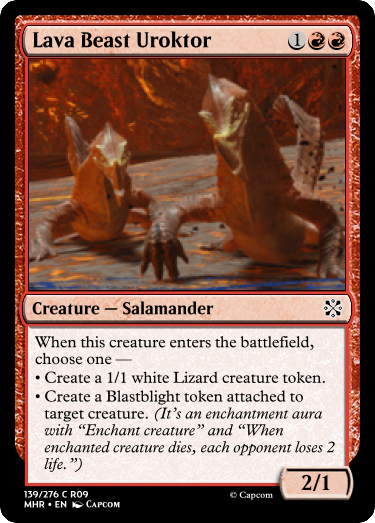 Lava Beast Uroktor 1
Creature — Salamander
When this creature enters the battlefield,
choose one —
• Create a 1/1 white Lizard creature token.
• Create a Blastblight token attached to
target creature. (It's an enchantment aura
with “Enchant creature” and “When
enchanted creature dies, each opponent loses 2
life.”)
2/1
139/276 C R09
MHR • EN Capcom
© Capcom